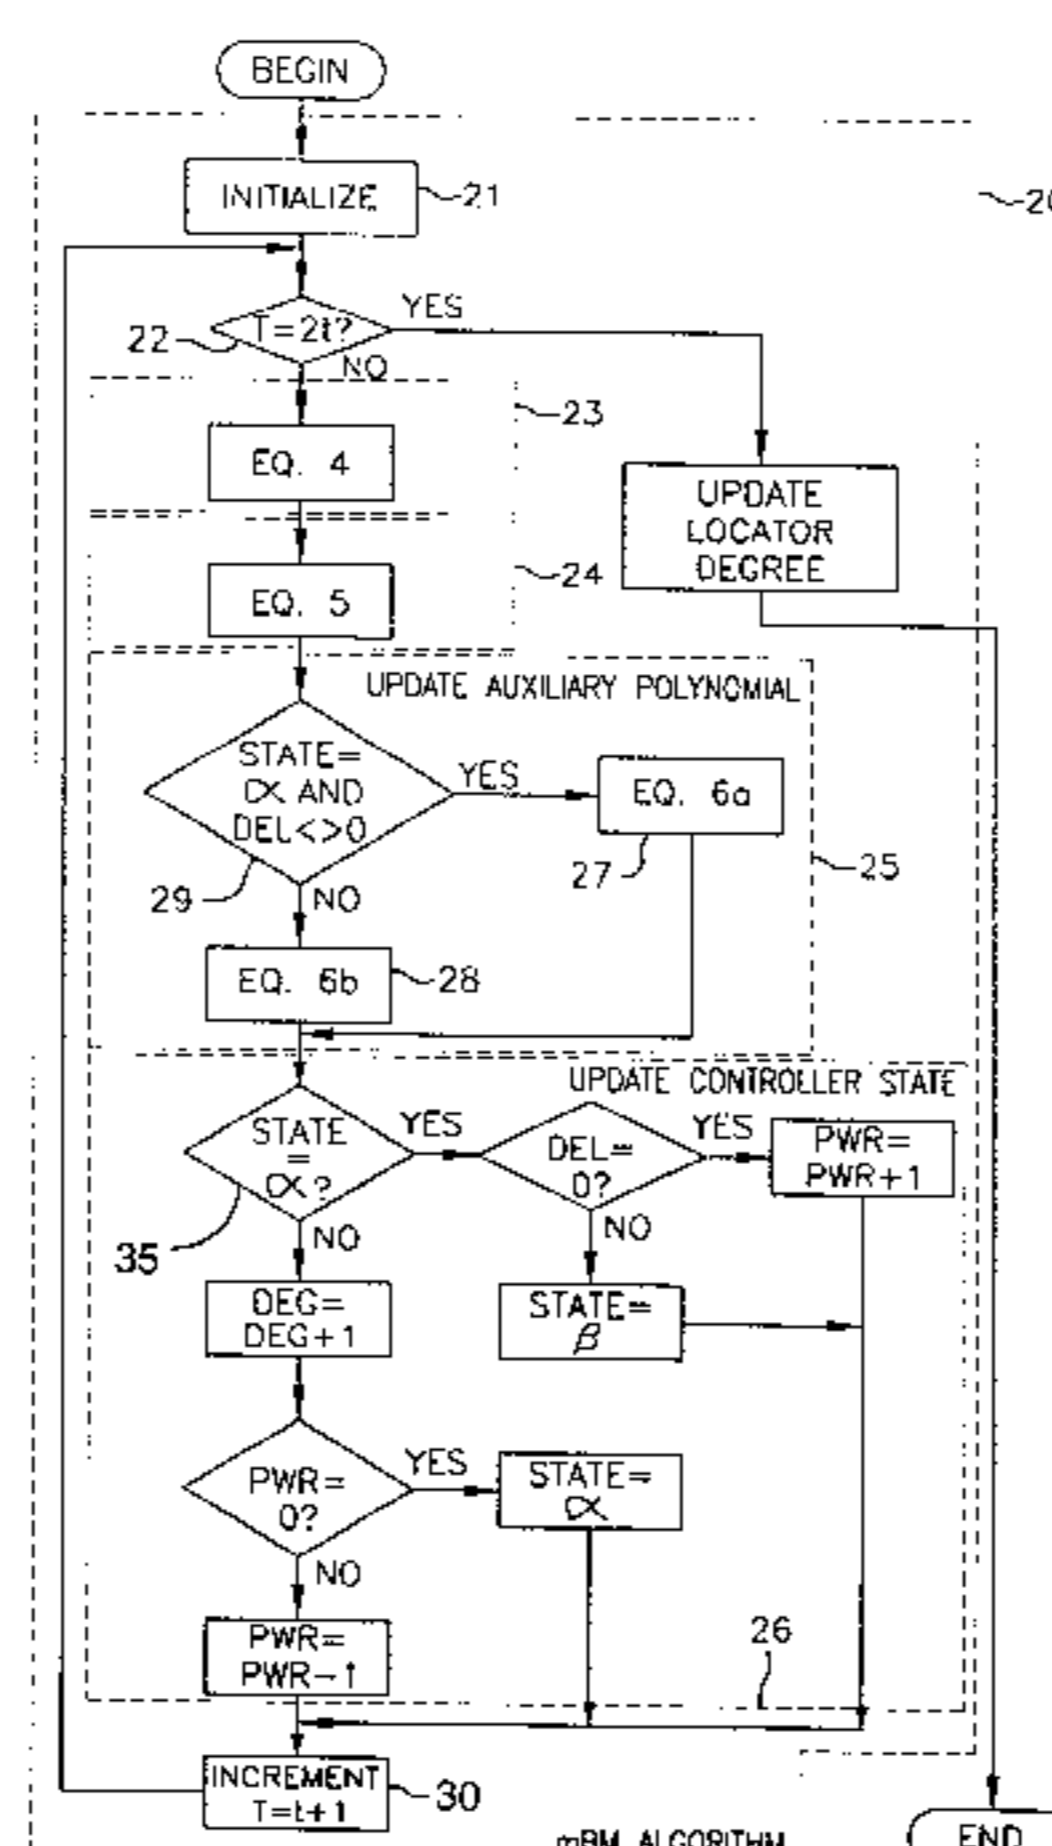 BEGIN
INITIALIZE
21
20
T=2t?
YES
22
NO
23
EQ. 4
UPDATE
LOCATOR
DEGREE
24
EQ. 5
UPDATE AUXILIARY POLYNOMIAL
STATE=
α AND
DEL<>0
YES
EQ. 6a
27
25
29
NO
EQ. 6b
28
UPDATE CONTROLLER STATE
STATE
=
α?
YES
DEL=
0?
YES
PWR=
PWR+1
35
NO
NO
DEG=
DEG+1
STATE=
β
PWR=
0?
YES
STATE=
α
NO
PWR=
PWR-1
26
INCREMENT
T=t+1
30
mBM ALGORITHM
END